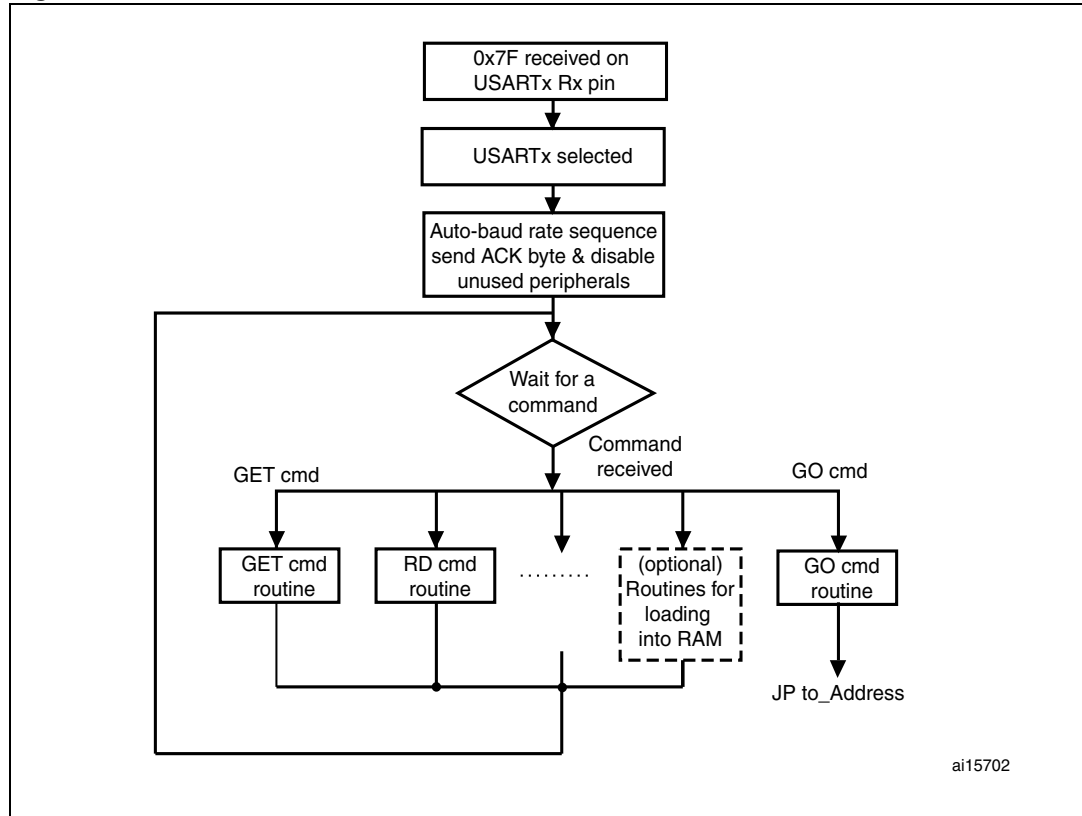 0x7F received on
USARTx Rx pin
USARTx selected
Auto-baud rate sequence
send ACK byte & disable
unused peripherals
Wait for a
command
Command
received
GET cmd
GO cmd
GET cmd
routine
RD cmd
routine
.........
(optional)
Routines for
loading
into RAM
GO cmd
routine
JP to_Address
ai15702